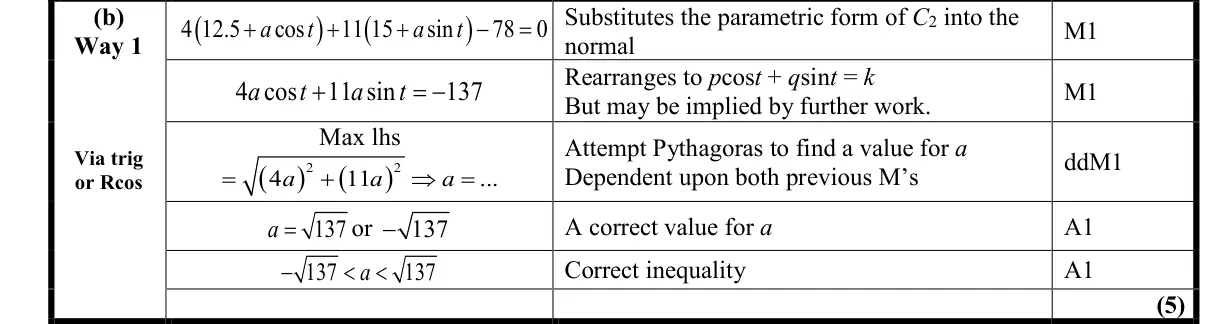 (b)
Way 1
4(12.5+a cos t)+11(15+a sin t)−78=0
Substitutes the parametric form of C₂ into the
normal
M1
4a cos t+11a sin t=−137
Rearranges to pcost + qsint = k
But may be implied by further work.
M1
Via trig
or Rcos
Max lhs
=√((4a)²+(11a)²) ⇒ a=...
Attempt Pythagoras to find a value for a
Dependent upon both previous M’s
ddM1
a=√137 or −√137
A correct value for a
A1
−√137<a<√137
Correct inequality
A1
(5)